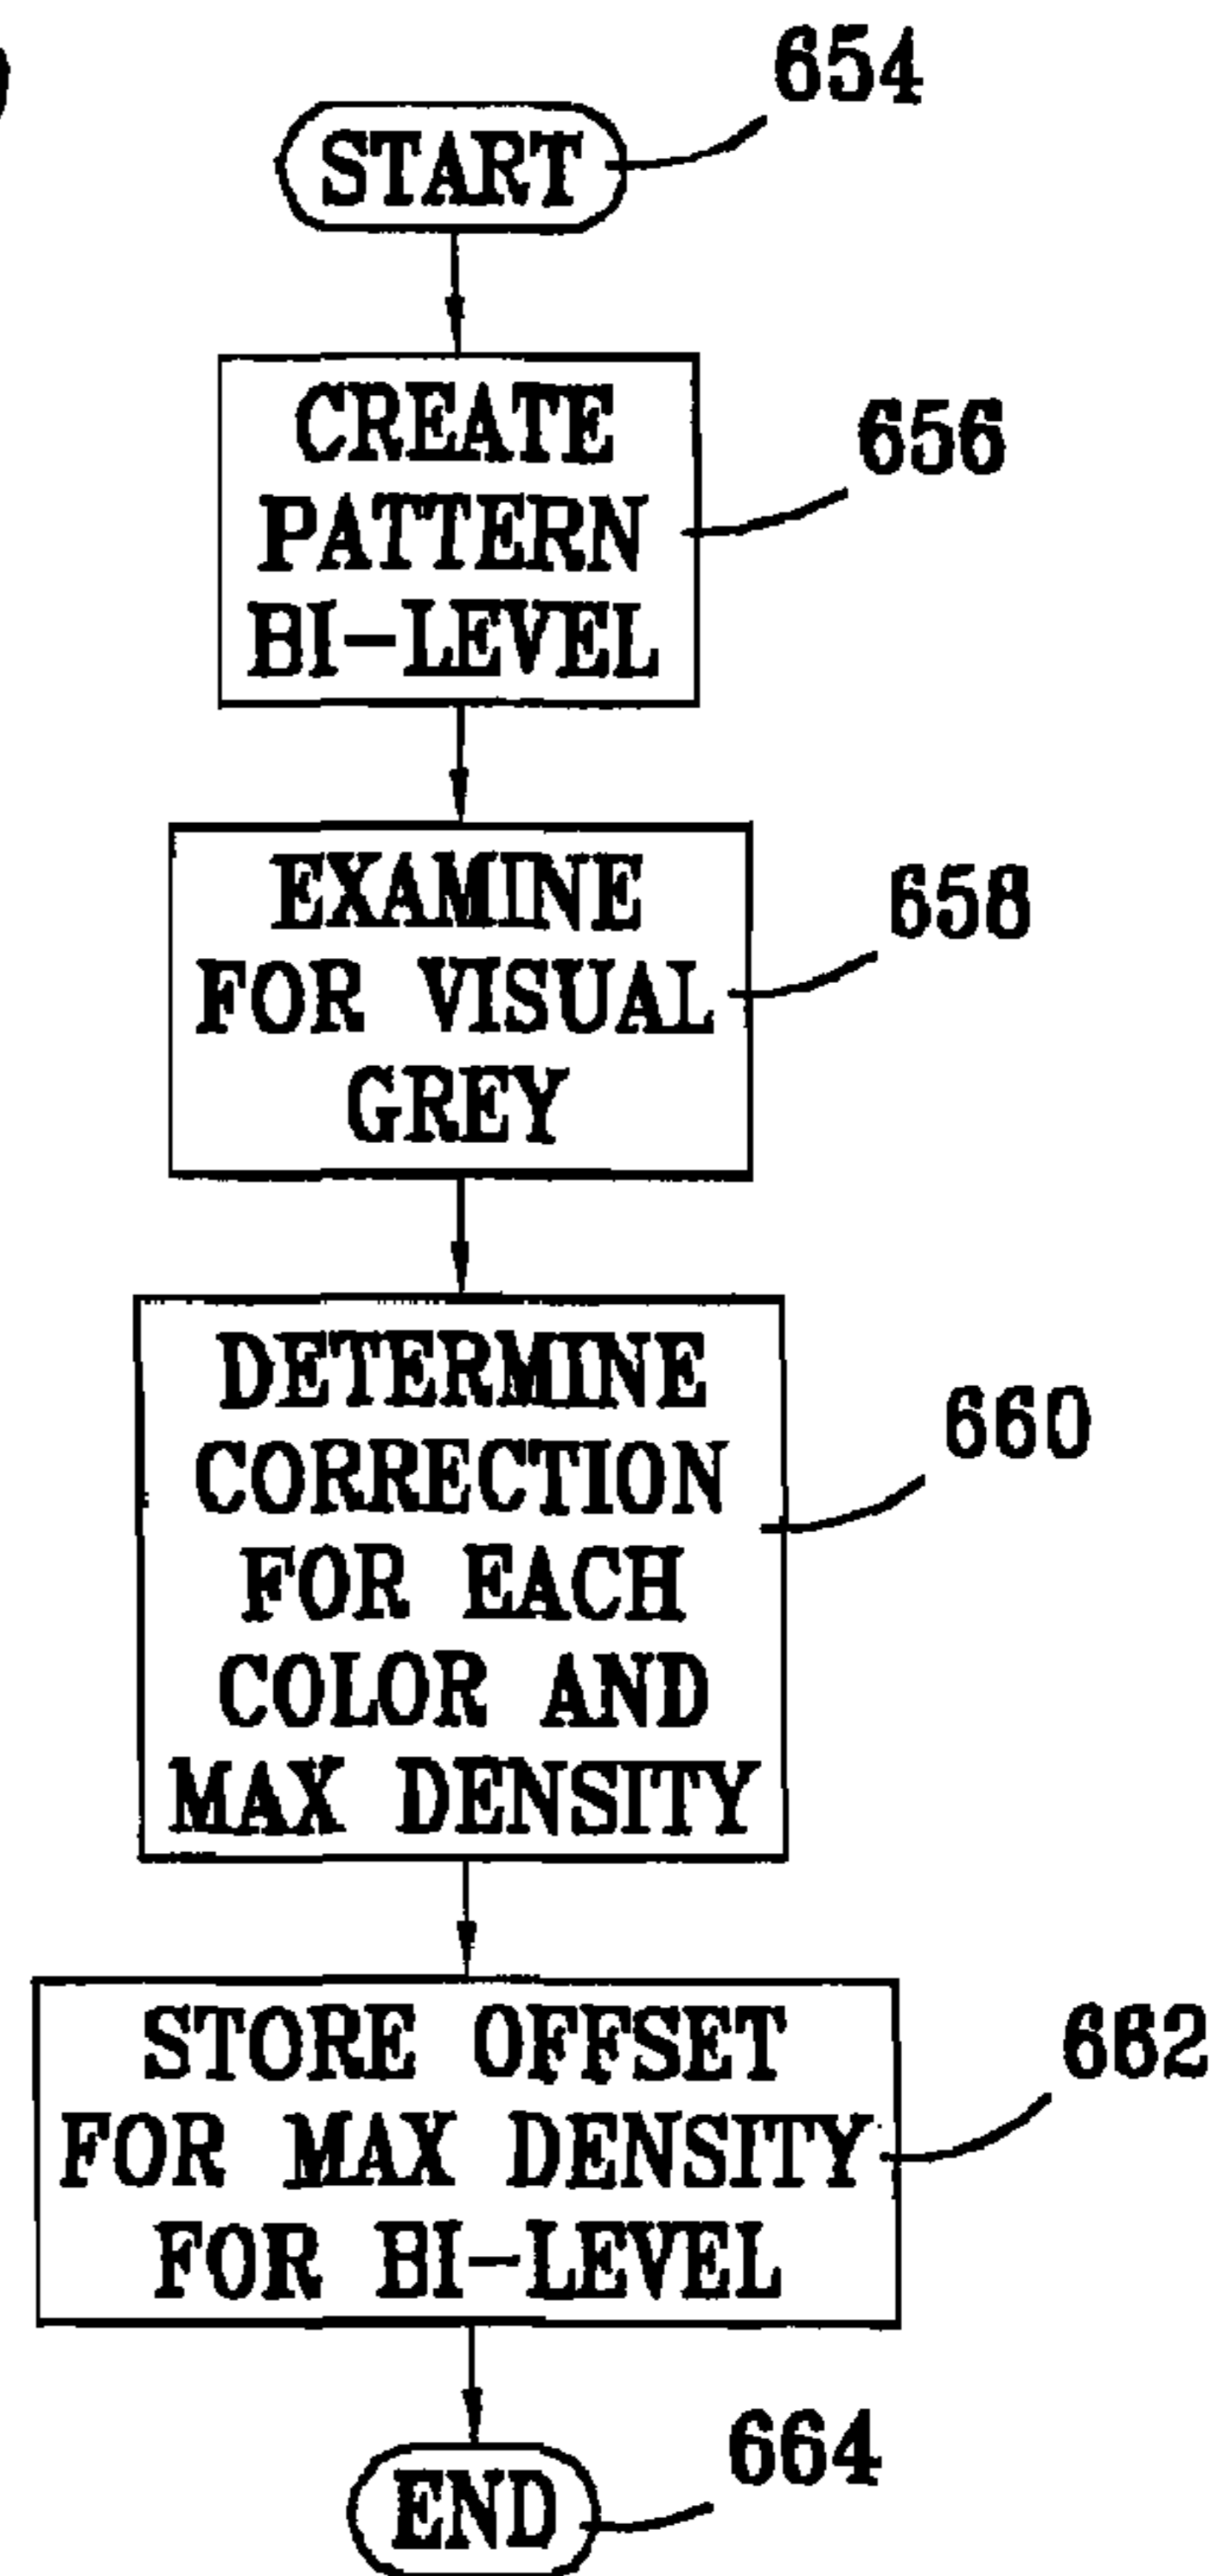 654
START
656
CREATE
PATTERN
BI-LEVEL
658
EXAMINE
FOR VISUAL
GREY
660
DETERMINE
CORRECTION
FOR EACH
COLOR AND
MAX DENSITY
662
STORE OFFSET
FOR MAX DENSITY
FOR BI-LEVEL
664
END